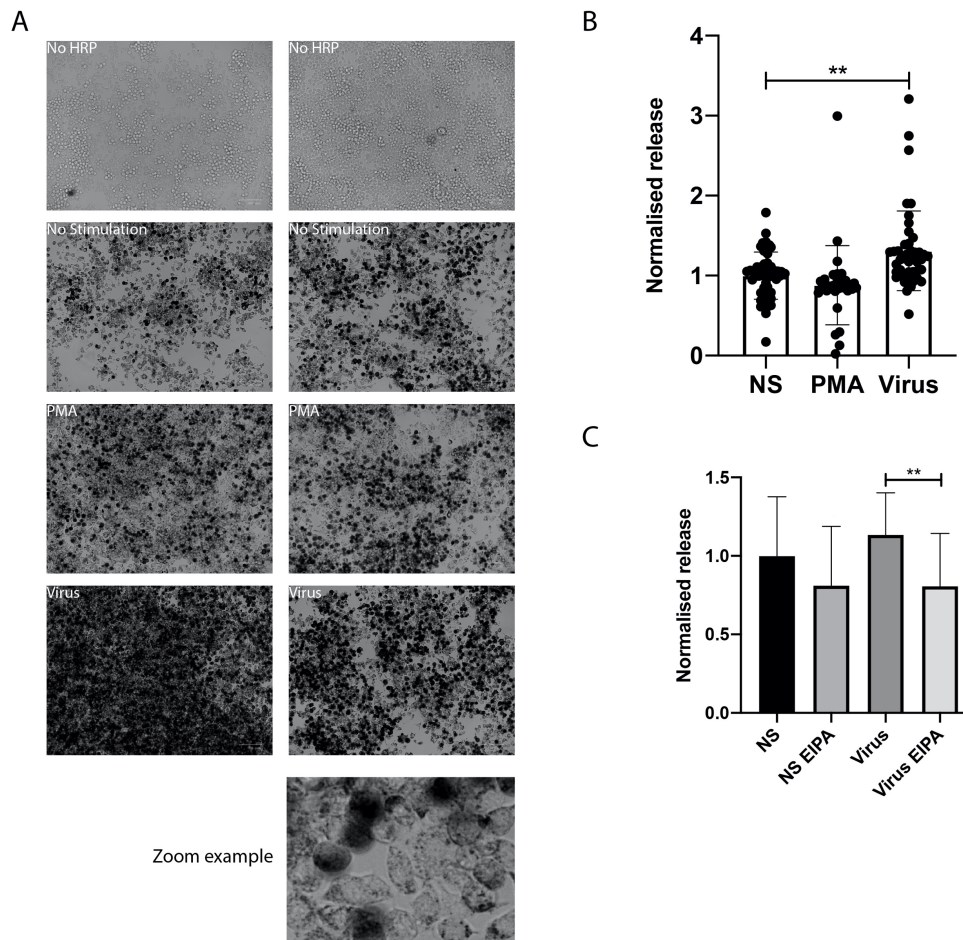 A
No HRP
No HRP
No Stimulation
No Stimulation
PMA
PMA
Virus
Virus
Zoom example
B
Normalised release
4
3
2
1
0
**
NS PMA Virus
C
Normalised release
1.5
1.0
0.5
0.0
**
NS
NS EIPA
Virus
Virus EIPA